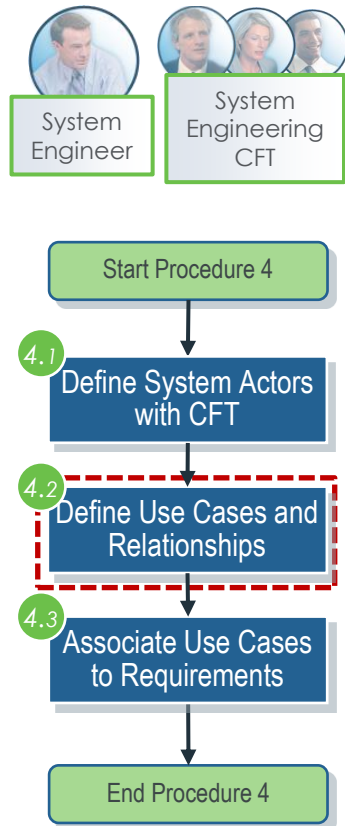 System
Engineer
System
Engineering
CFT
Start Procedure 4
4.1
Define System Actors
with CFT
4.2
Define Use Cases and
Relationships
4.3
Associate Use Cases
to Requirements
End Procedure 4